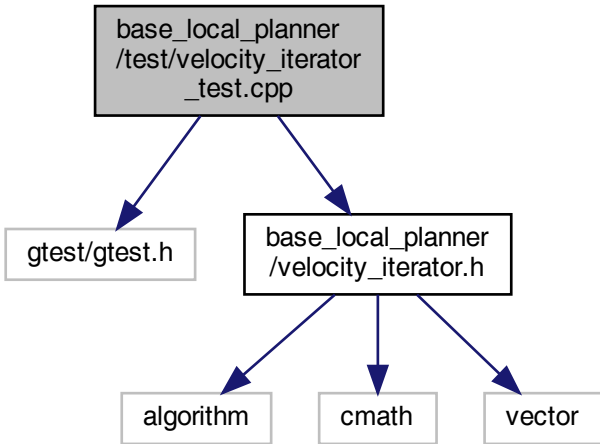 base_local_planner
/test/velocity_iterator
_test.cpp
gtest/gtest.h
base_local_planner
/velocity_iterator.h
algorithm
cmath
vector